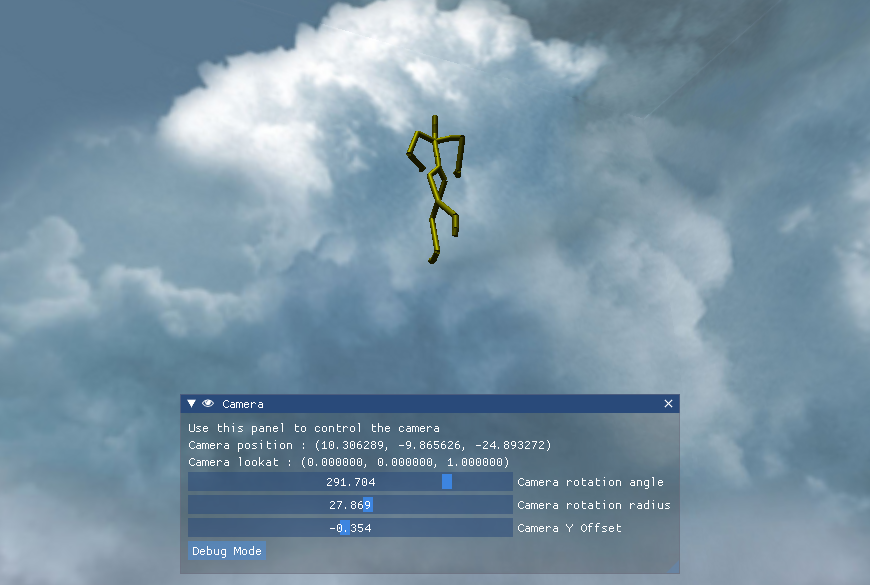 Camera
Use this panel to control the camera
Camera position : (10.306289, -9.865626, -24.893272)
Camera lookat : (0.000000, 0.000000, 1.000000)
291.704 Camera rotation angle
27.869 Camera rotation radius
-0.354 Camera Y Offset
Debug Mode